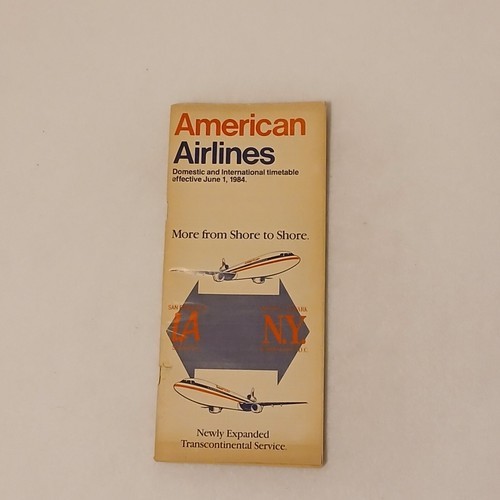 American
Airlines
Domestic and International timetable
effective June 1, 1984.
More from Shore to Shore.
SAN
LA
N.Y.
Newly Expanded
Transcontinental Service.